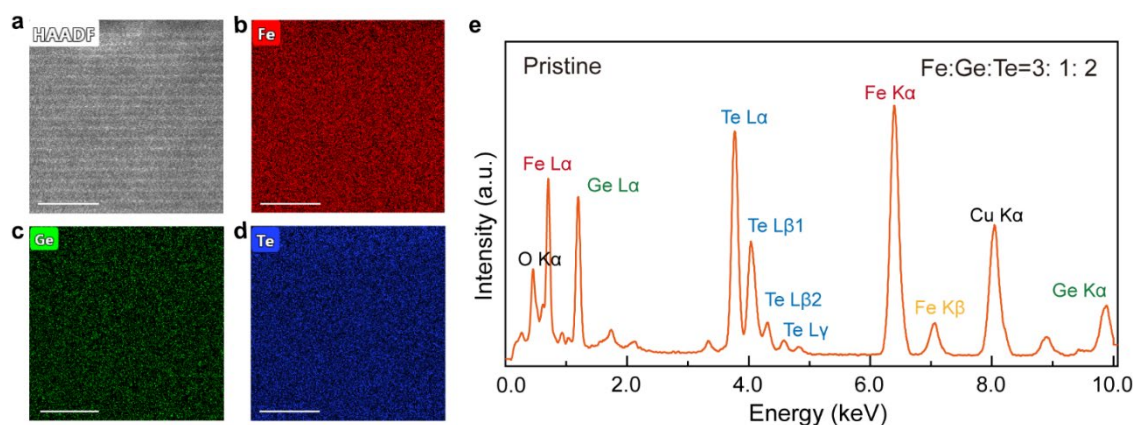 a
HAADF
b
Fe
c
Ge
d
Te
e
Pristine
Fe:Ge:Te=3: 1: 2
Fe Kα
Te Lα
Fe Lα
Ge Lα
Cu Kα
Te Lβ1
O Kα
Te Lβ2
Fe Kβ
Ge Kα
Te Lγ
Intensity (a.u.)
0.0 2.0 4.0 6.0 8.0 10.0
Energy (keV)